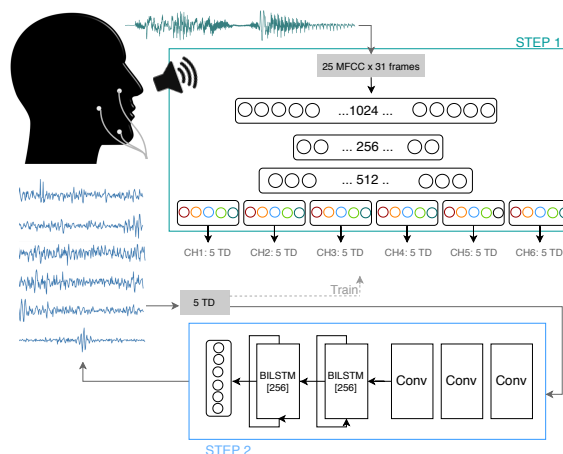 STEP 1
25 MFCC x 31 frames
...1024 ...
... 256 ...
... 512 ..
CH1: 5 TD CH2: 5 TD CH3: 5 TD CH4: 5 TD CH5: 5 TD CH6: 5 TD
Train
5 TD
BILSTM
[256]
BILSTM
[256]
Conv Conv Conv
STEP 2